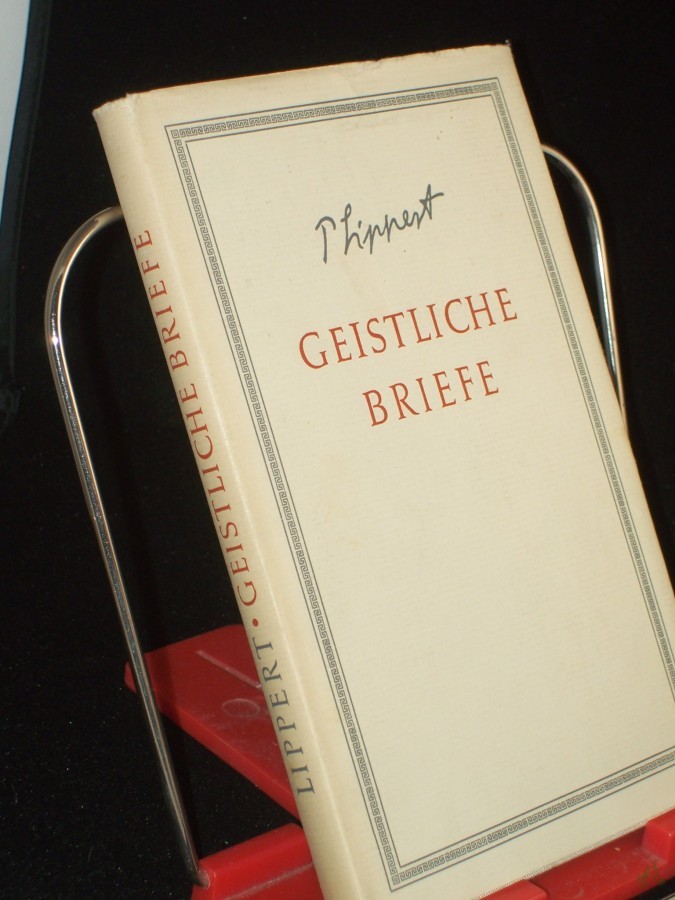 P Lippert
GEISTLICHE
BRIEFE
LIPPERT • GEISTLICHE BRIEFE